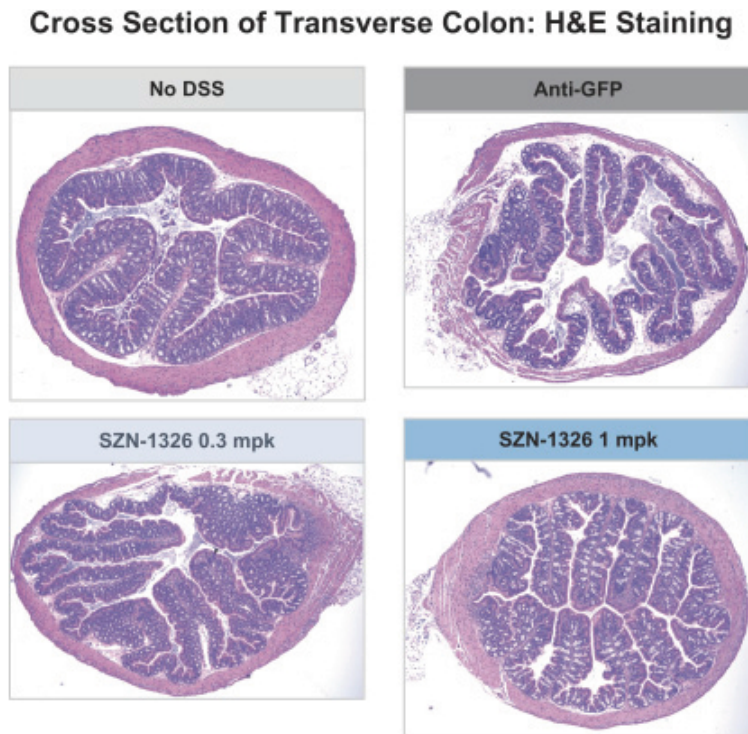 Cross Section of Transverse Colon: H&E Staining
No DSS
Anti-GFP
SZN-1326 0.3 mpk
SZN-1326 1 mpk